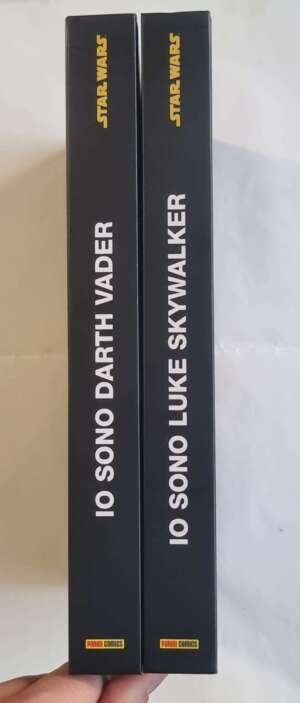 STAR WARS
IO SONO DARTH VADER
PANINI COMICS
STAR WARS
IO SONO LUKE SKYWALKER
PANINI COMICS